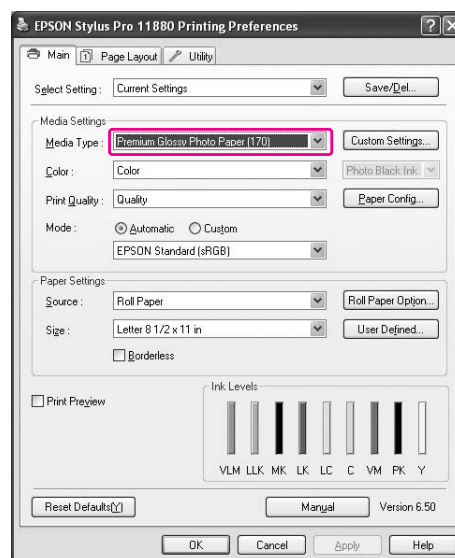 EPSON Stylus Pro 11880 Printing Preferences
Main Page Layout Utility
Select Setting : Current Settings Save/Del...
Media Settings
Media Type : Premium Glossy Photo Paper (170) Custom Settings...
Color : Color Photo Black Ink
Print Quality : Quality Paper Config...
Mode : Automatic Custom
EPSON Standard (sRGB)
Paper Settings
Source : Roll Paper Roll Paper Option...
Size : Letter 8 1/2 x 11 in User Defined...
Borderless
Print Preview
Ink Levels
VLM LLK MK LK LC C VM PK Y
Reset Defaults(Y) Manual Version 6.50
OK Cancel Apply Help